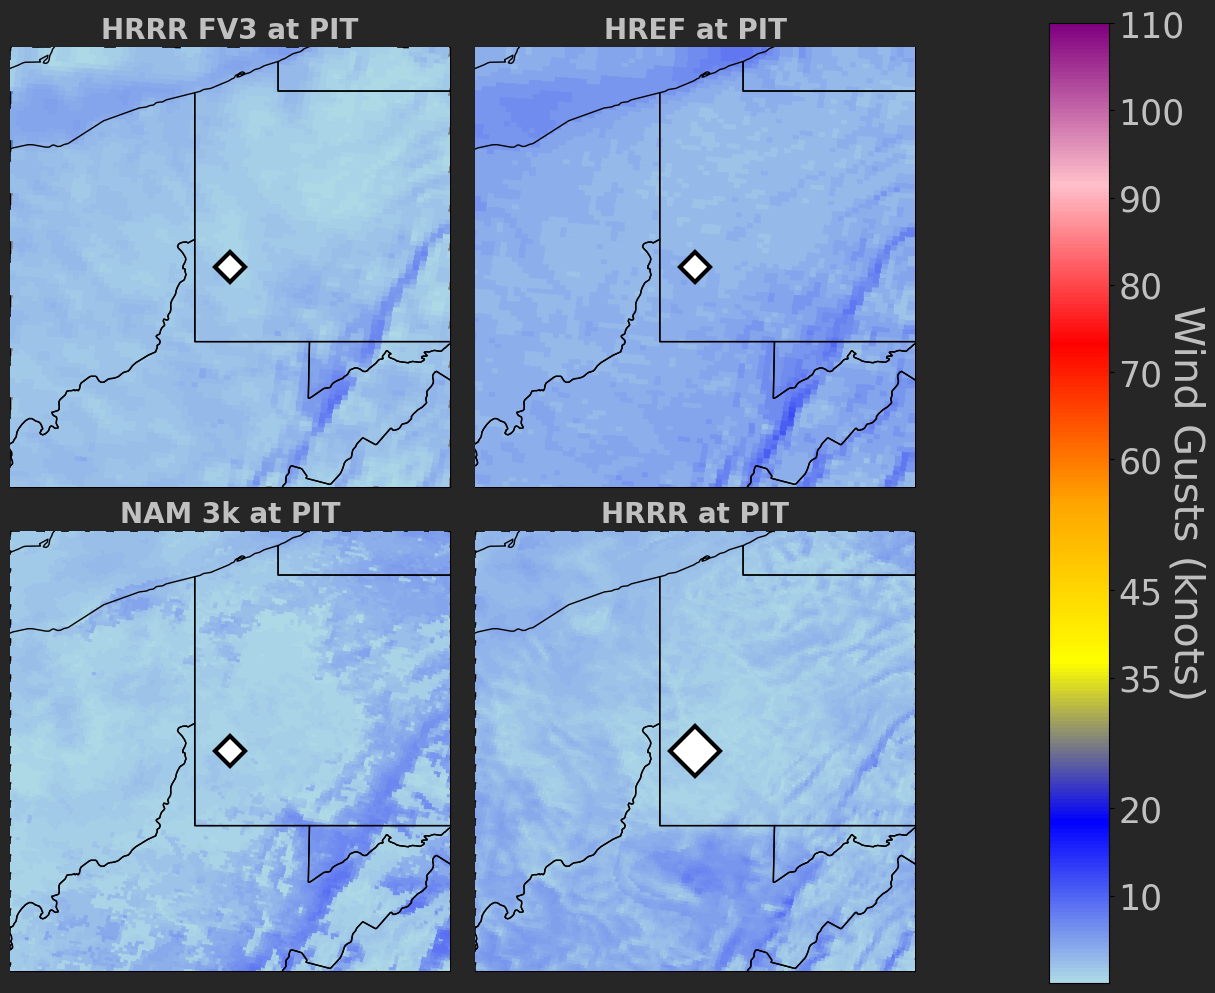 HRRR FV3 at PIT
HREF at PIT
NAM 3k at PIT
HRRR at PIT
110
100
90
80
70
60
45
35
20
10
Wind Gusts (knots)